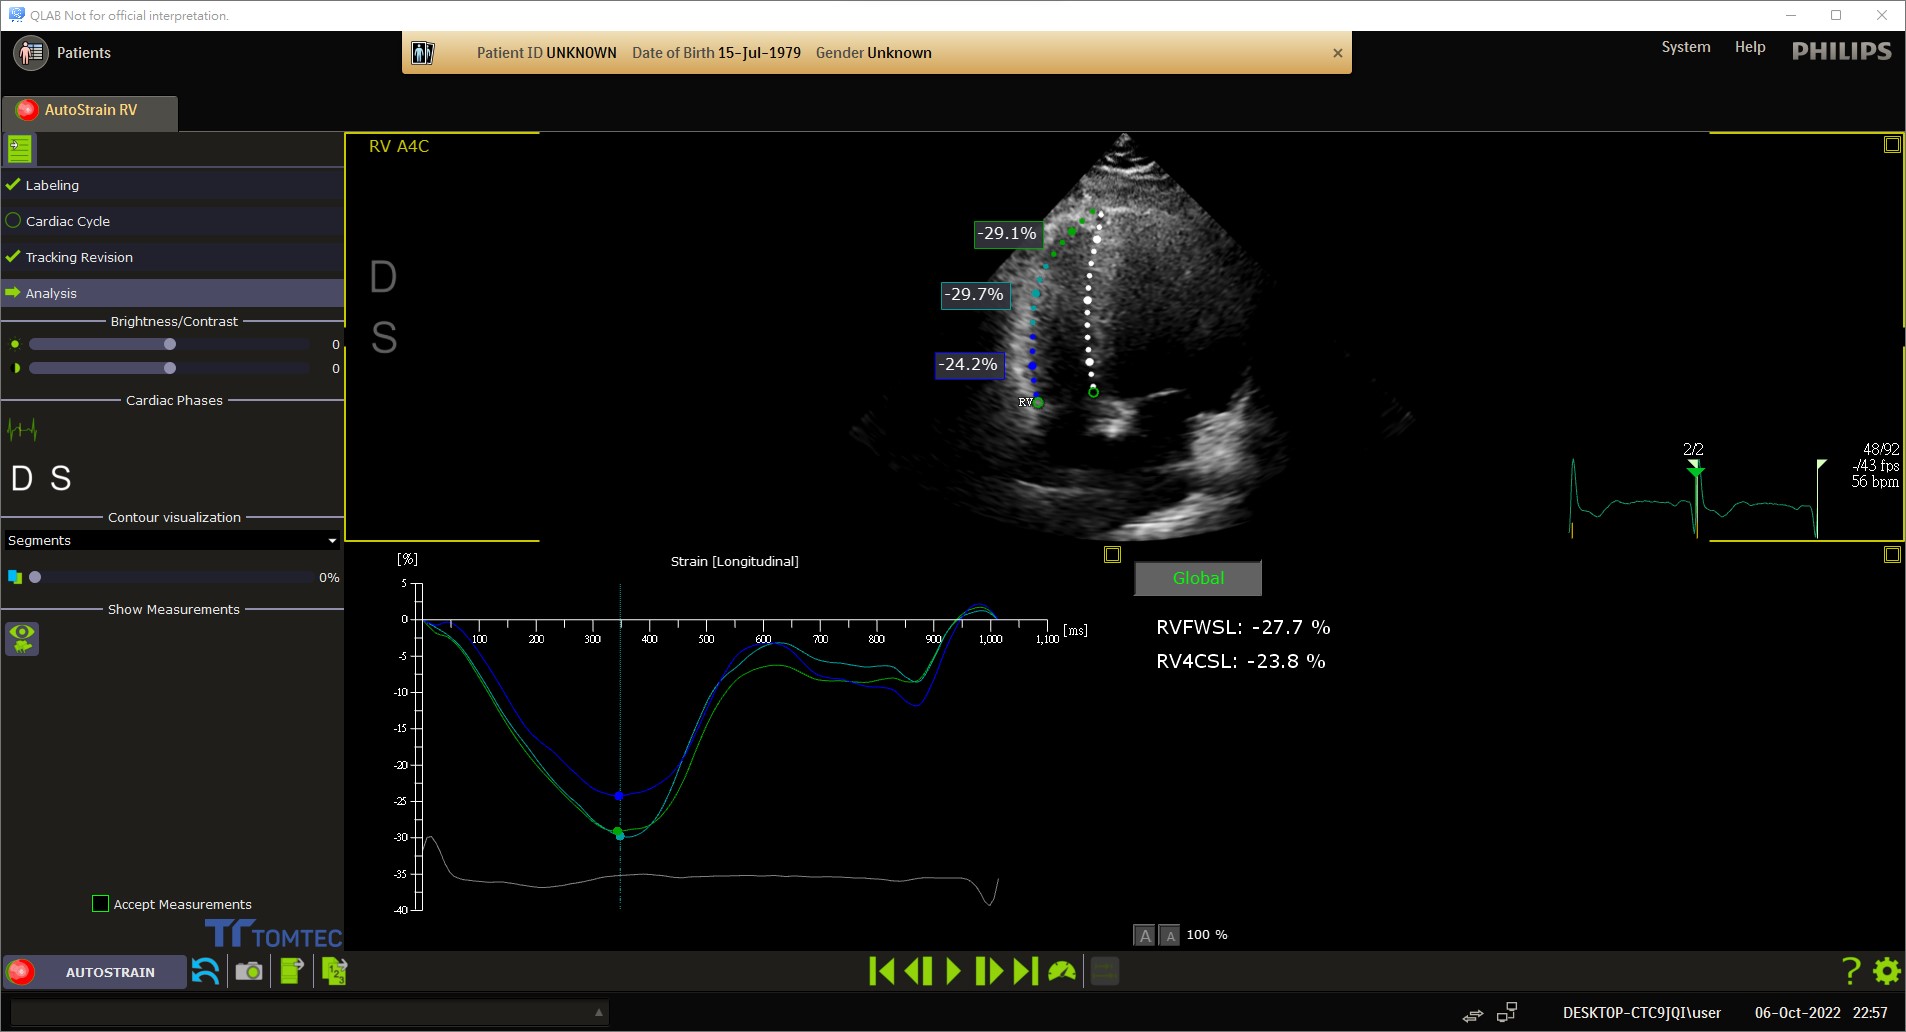 QLAB Not for official interpretation.
Patients
Patient ID UNKNOWN Date of Birth 15-Jul-1979 Gender Unknown
System Help PHILIPS
AutoStrain RV
Labeling
Cardiac Cycle
Tracking Revision
Analysis
Brightness/Contrast
0
0
Cardiac Phases
D S
Contour visualization
Segments
0%
Show Measurements
Accept Measurements
TOMTEC
RV A4C
D
S
-29.1%
-29.7%
-24.2%
RV
2/2
48/92
-/43 fps
56 bpm
[%]
Strain [Longitudinal]
5
0
-5
-10
-15
-20
-25
-30
-35
-40
100 200 300 400 500 600 700 800 900 1,000 1,100 [ms]
Global
RVFWSL: -27.7 %
RV4CSL: -23.8 %
A A 100 %
AUTOSTRAIN
1 2 3
?
DESKTOP-CTC9JQI\user 06-Oct-2022 22:57